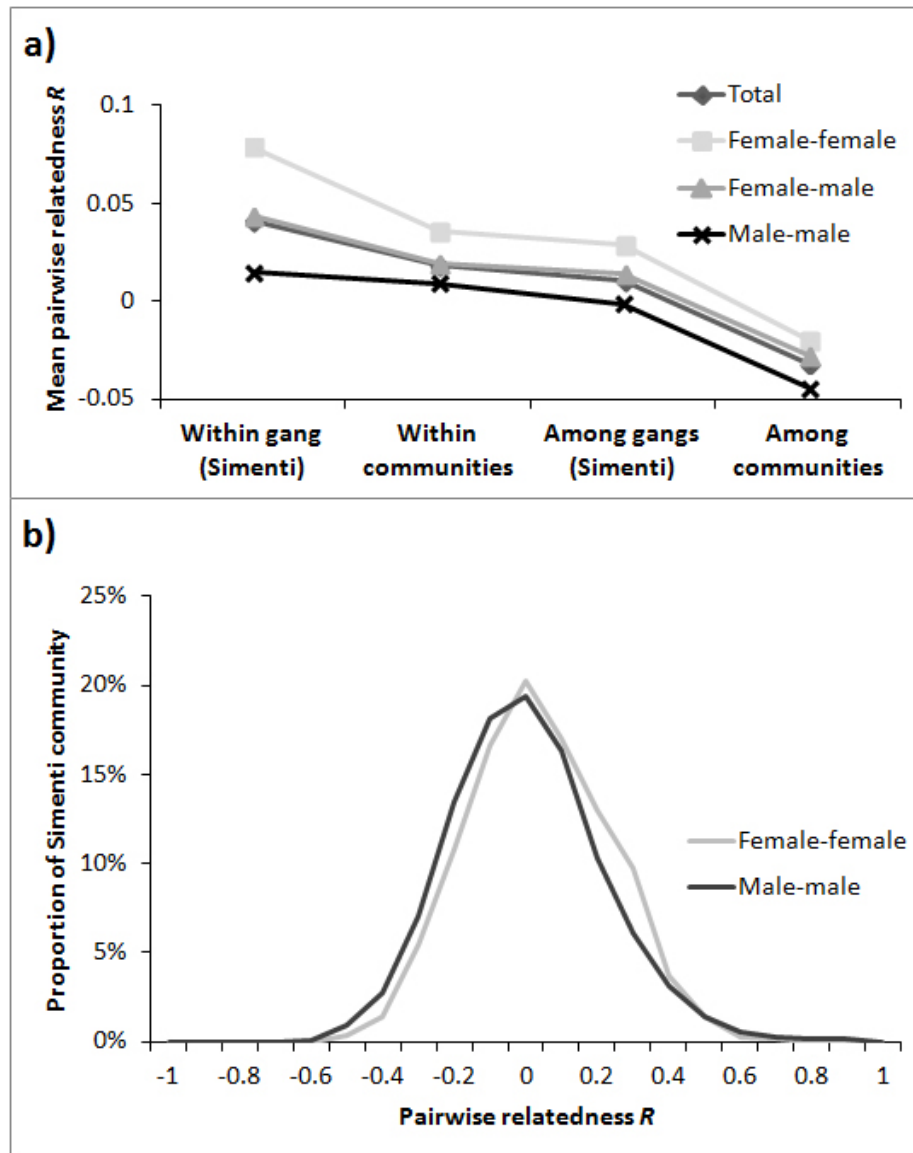 a)
Mean pairwise relatedness R
0.1
0.05
0
-0.05
Total
Female-female
Female-male
Male-male
Within gang
(Simenti)
Within
communities
Among gangs
(Simenti)
Among
communities
b)
Proportion of Simenti community
25%
20%
15%
10%
5%
0%
Female-female
Male-male
-1 -0.8 -0.6 -0.4 -0.2 0 0.2 0.4 0.6 0.8 1
Pairwise relatedness R